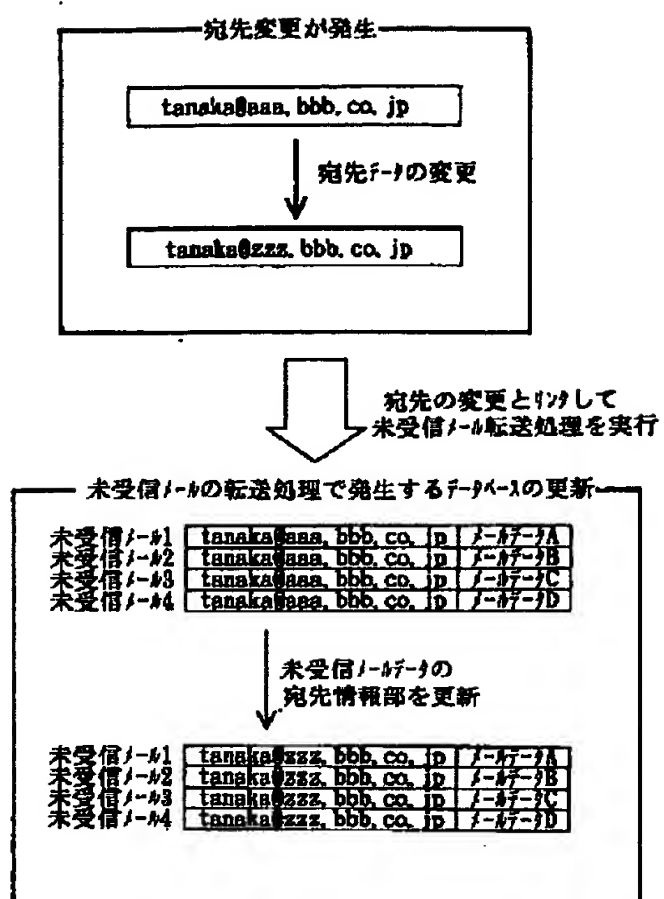 宛先変更が発生
tanaka@aaa.bbb.co.jp
宛先ﾃﾞｰﾀの変更
tanaka@zzz.bbb.co.jp
宛先の変更とﾘﾝｸして
未受信ﾒｰﾙ転送処理を実行
未受信ﾒｰﾙの転送処理で発生するﾃﾞｰﾀﾍﾞｰｽの更新
未受信ﾒｰﾙ1 tanaka@aaa.bbb.co.jp ﾒｰﾙﾃﾞｰﾀA
未受信ﾒｰﾙ2 tanaka@aaa.bbb.co.jp ﾒｰﾙﾃﾞｰﾀB
未受信ﾒｰﾙ3 tanaka@aaa.bbb.co.jp ﾒｰﾙﾃﾞｰﾀC
未受信ﾒｰﾙ4 tanaka@aaa.bbb.co.jp ﾒｰﾙﾃﾞｰﾀD
未受信ﾒｰﾙﾃﾞｰﾀの
宛先情報部を更新
未受信ﾒｰﾙ1 tanaka@zzz.bbb.co.jp ﾒｰﾙﾃﾞｰﾀA
未受信ﾒｰﾙ2 tanaka@zzz.bbb.co.jp ﾒｰﾙﾃﾞｰﾀB
未受信ﾒｰﾙ3 tanaka@zzz.bbb.co.jp ﾒｰﾙﾃﾞｰﾀC
未受信ﾒｰﾙ4 tanaka@zzz.bbb.co.jp ﾒｰﾙﾃﾞｰﾀD